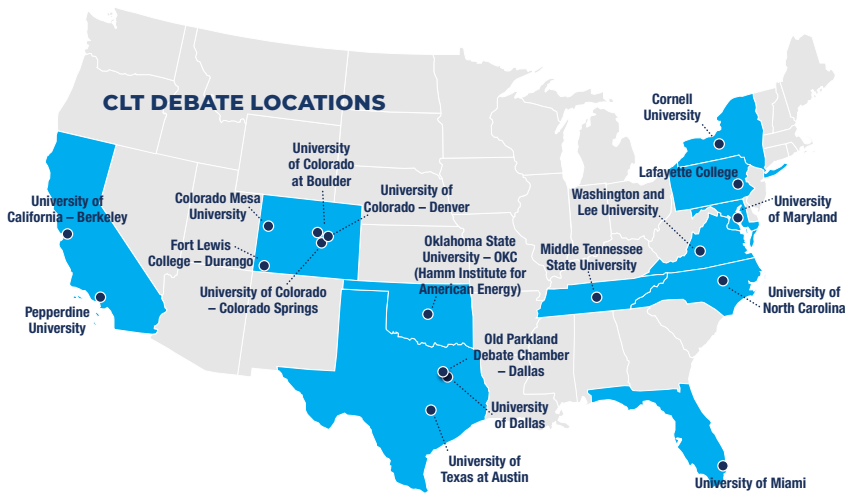 CLT DEBATE LOCATIONS
Cornell
University
University
of Colorado
at Boulder
Lafayette College
Colorado Mesa
University
University of
Colorado – Denver
Washington and
Lee University
University of
California – Berkeley
University
of Maryland
Fort Lewis
College – Durango
Oklahoma State
University – OKC
(Hamm Institute for
American Energy)
Middle Tennessee
State University
University of Colorado
– Colorado Springs
University of
North Carolina
Pepperdine
University
Old Parkland
Debate Chamber
– Dallas
University
of Dallas
University of
Texas at Austin
University of Miami